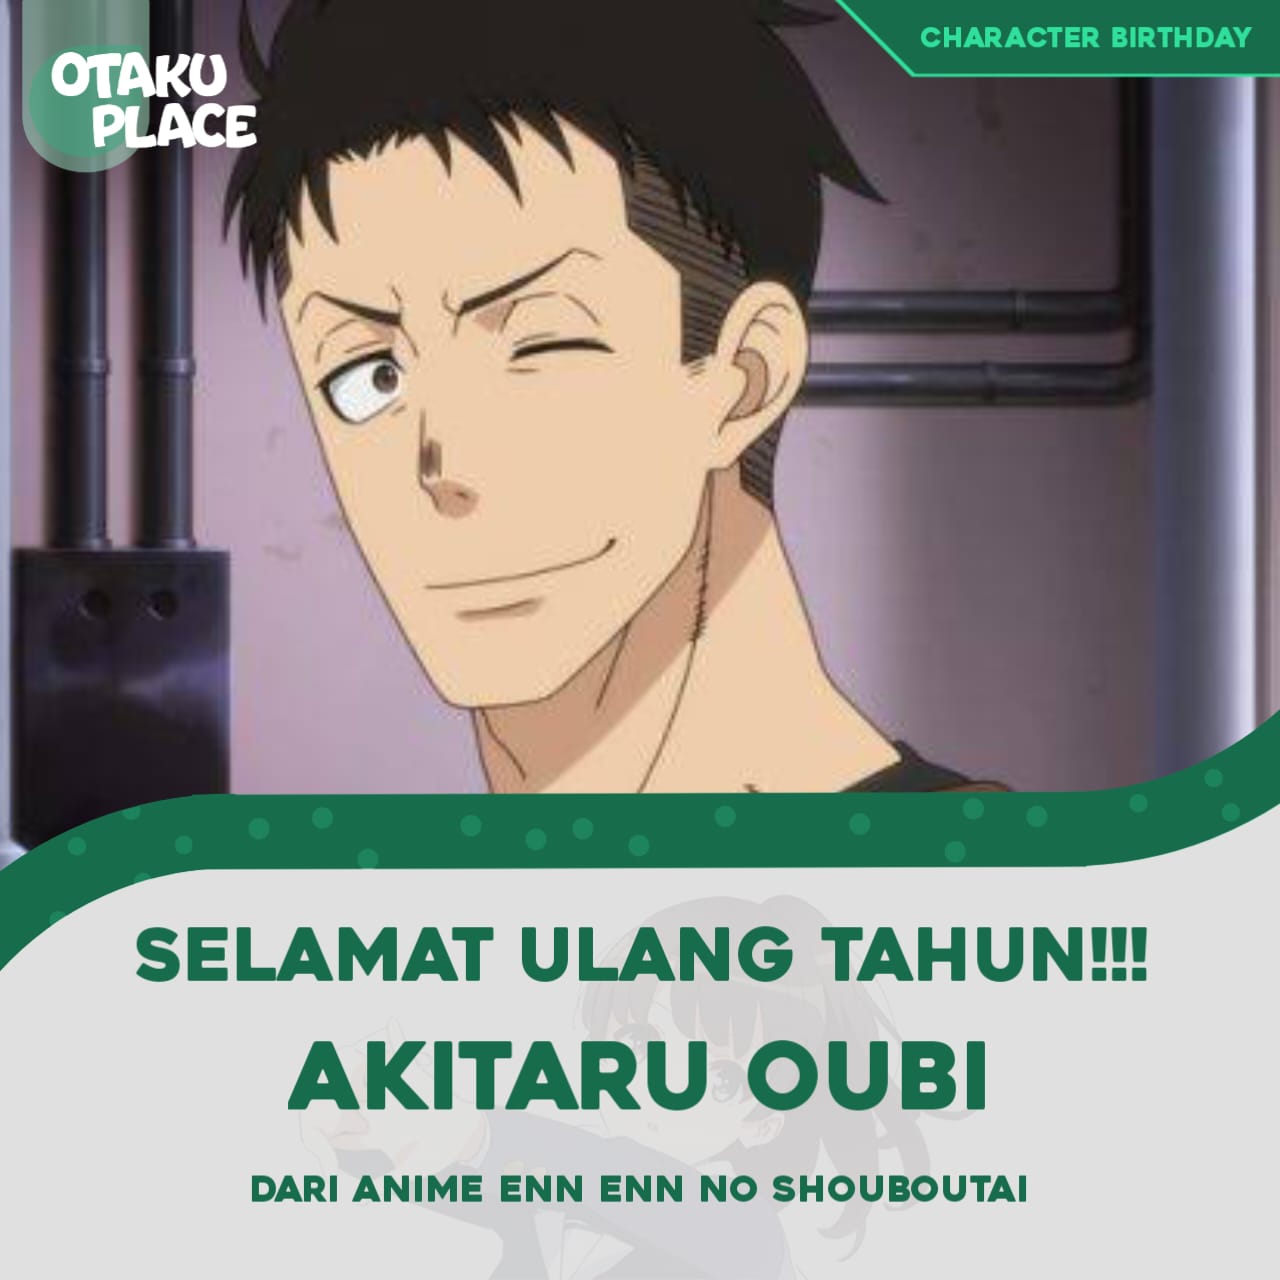 OTAKU
PLACE
CHARACTER BIRTHDAY
SELAMAT ULANG TAHUN!!!
AKITARU OUBI
DARI ANIME ENN ENN NO SHOUBOUTAI